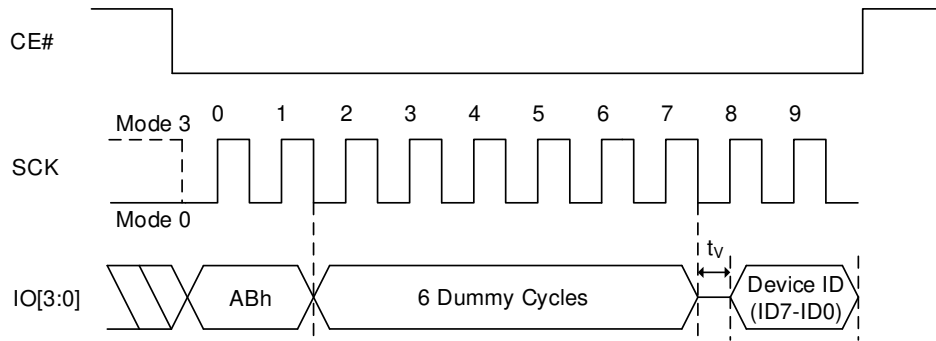 CE#
Mode 3
0 1 2 3 4 5 6 7 8 9
SCK
Mode 0
tV
IO[3:0]
ABh
6 Dummy Cycles
Device ID
(ID7-ID0)